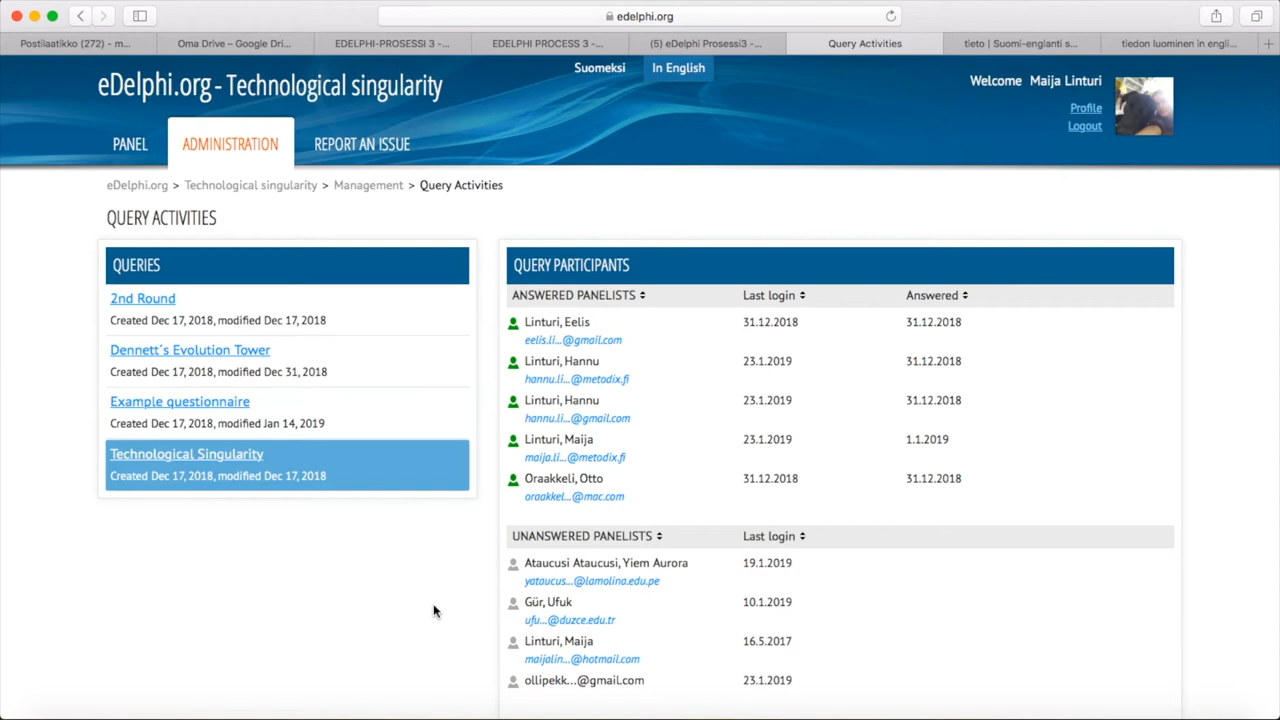 edelphi.org
Postilaatikko (272) - m...
Oma Drive – Google Dri...
EDELPHI-PROSESSI 3 -...
EDELPHI PROCESS 3 -...
(5) eDelphi Prosessi3 -...
Query Activities
tieto | Suomi-englanti s...
tiedon luominen in engli...
eDelphi.org - Technological singularity
Suomeksi
In English
Welcome Maija Linturi
Profile
Logout
PANEL
ADMINISTRATION
REPORT AN ISSUE
eDelphi.org > Technological singularity > Management > Query Activities
QUERY ACTIVITIES
QUERIES
2nd Round
Created Dec 17, 2018, modified Dec 17, 2018
Dennett´s Evolution Tower
Created Dec 17, 2018, modified Dec 31, 2018
Example questionnaire
Created Dec 17, 2018, modified Jan 14, 2019
Technological Singularity
Created Dec 17, 2018, modified Dec 17, 2018
QUERY PARTICIPANTS
ANSWERED PANELISTS Last login Answered
Linturi, Eelis 31.12.2018 31.12.2018
eelis.li...@gmail.com
Linturi, Hannu 23.1.2019 31.12.2018
hannu.li...@metodix.fi
Linturi, Hannu 23.1.2019 31.12.2018
hannu.li...@gmail.com
Linturi, Maija 23.1.2019 1.1.2019
maija.li...@metodix.fi
Oraakkeli, Otto 31.12.2018 31.12.2018
oraakkel...@mac.com
UNANSWERED PANELISTS Last login
Ataucusi Ataucusi, Yiem Aurora 19.1.2019
yataucus...@lamolina.edu.pe
Gür, Ufuk 10.1.2019
ufu...@duzce.edu.tr
Linturi, Maija 16.5.2017
maijalin...@hotmail.com
ollipekk...@gmail.com 23.1.2019